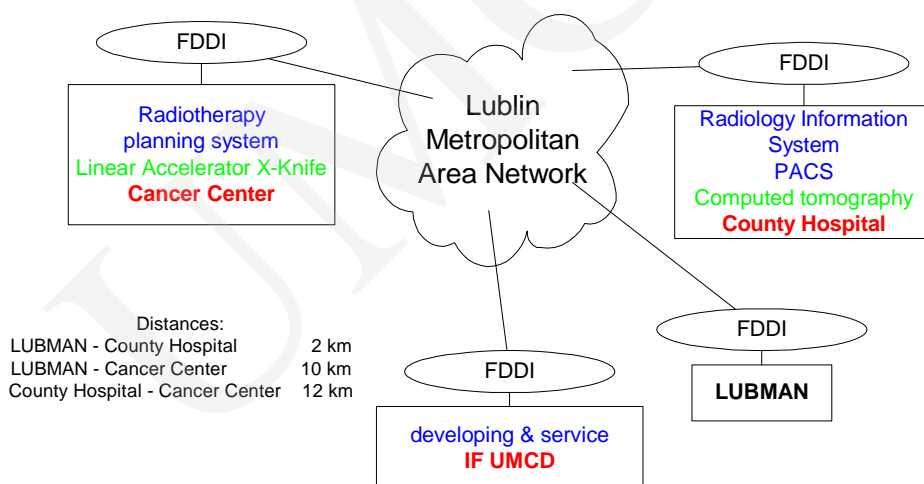 FDDI
Radiotherapy
planning system
Linear Accelerator X-Knife
Cancer Center
Lublin
Metropolitan
Area Network
FDDI
Radiology Information
System
PACS
Computed tomography
County Hospital
Distances:
LUBMAN - County Hospital 2 km
LUBMAN - Cancer Center 10 km
County Hospital - Cancer Center 12 km
FDDI
developing & service
IF UMCD
FDDI
LUBMAN